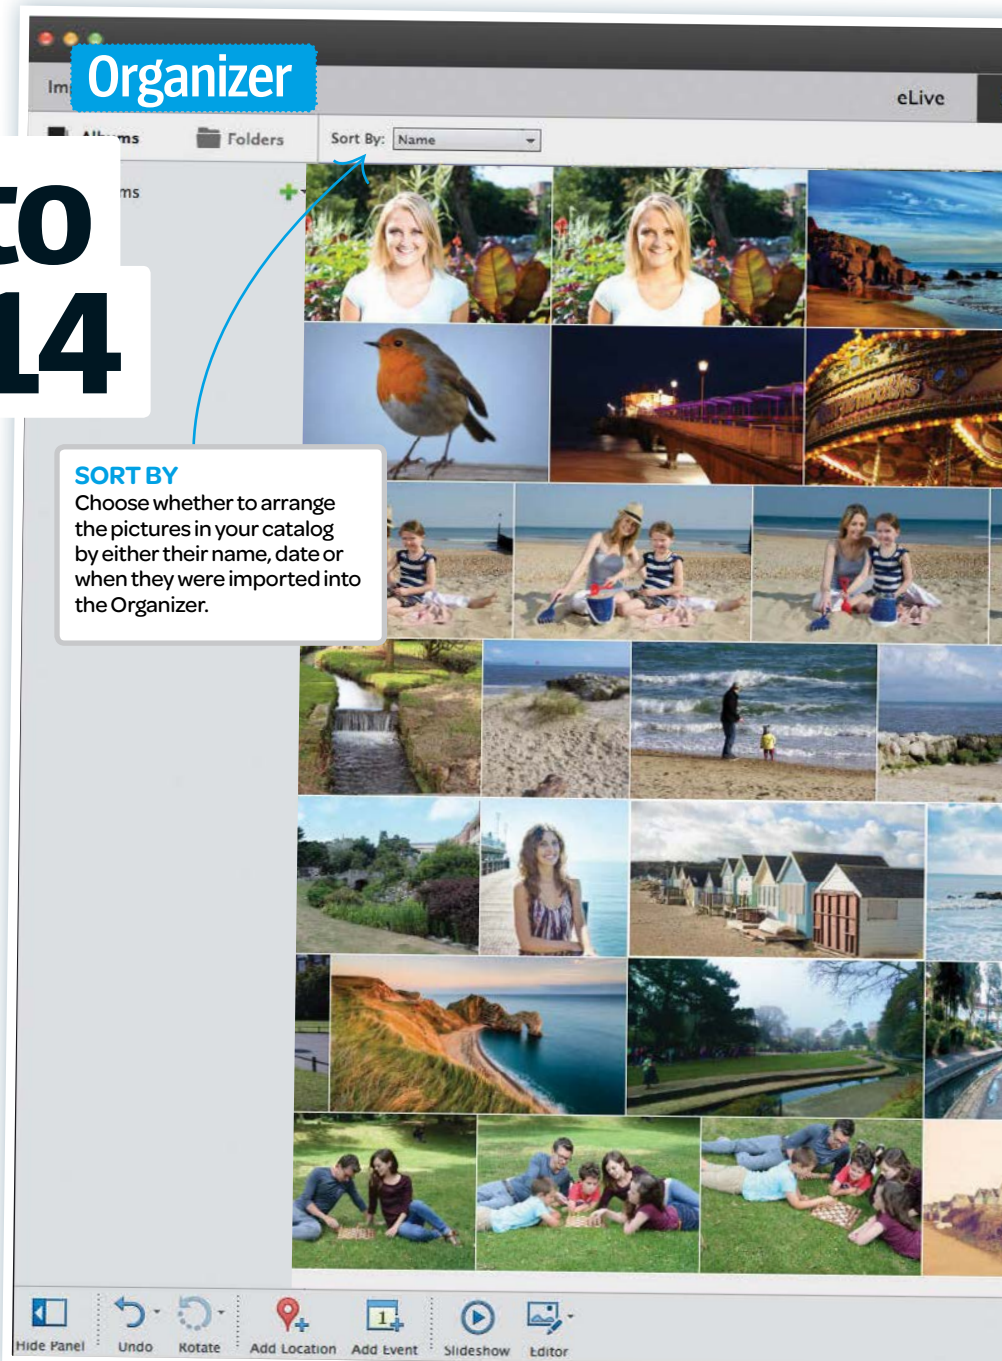 Organizer
eLive
Folders
Sort By: Name
to
14
SORT BY
Choose whether to arrange
the pictures in your catalog
by either their name, date or
when they were imported into
the Organizer.
Hide Panel
Undo
Rotate
Add Location
Add Event
Slideshow
Editor